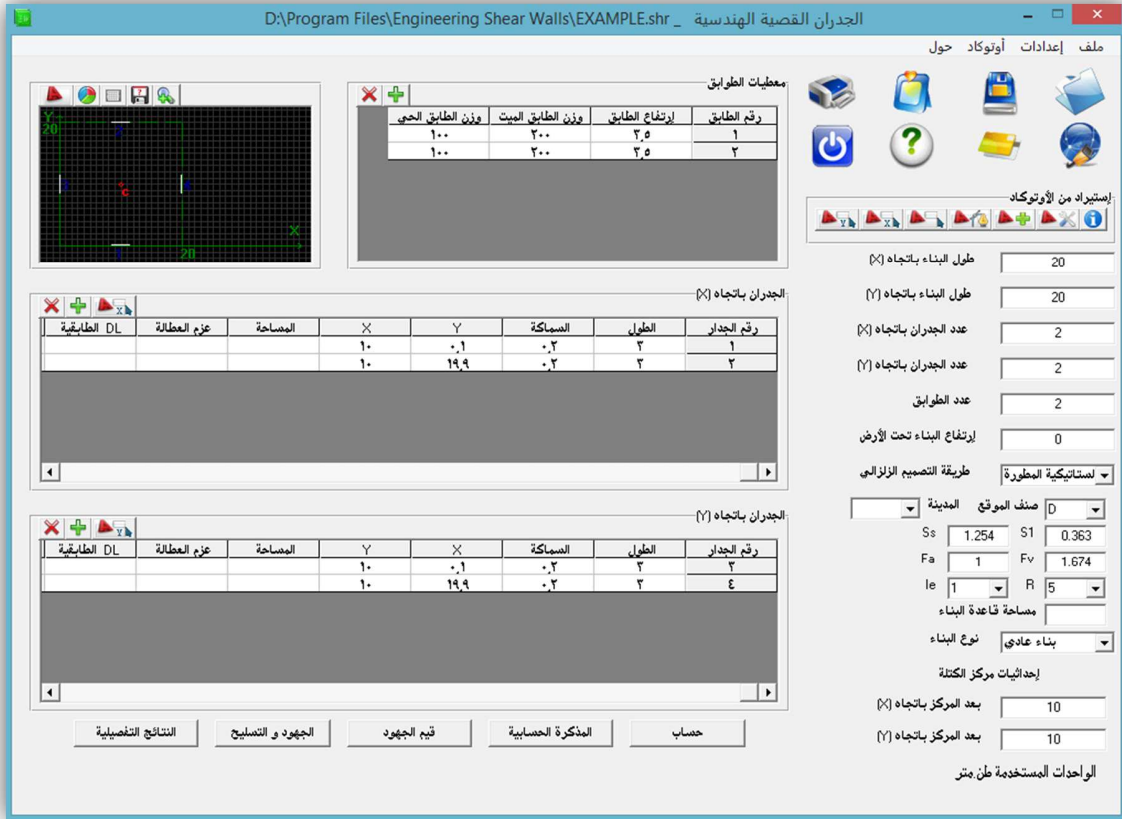 الجدران القصية الهندسية _ D:\Program Files\Engineering Shear Walls\EXAMPLE.shr
ملف إعدادات أوتوكاد حول
إستيراد من الأوتوكاد
طول البناء باتجاه (X) 20
طول البناء باتجاه (Y) 20
عدد الجدران باتجاه (X) 2
عدد الجدران باتجاه (Y) 2
عدد الطوابق 2
إرتفاع البناء تحت الأرض 0
طريقة التصميم الزلزالي لستاتيكية المطورة
صنف الموقع D المدينة
Ss 1.254 S1 0.363
Fa 1 Fv 1.674
Ie 1 R 5
مساحة قاعدة البناء
نوع البناء بناء عادي
إحداثيات مركز الكتلة
بعد المركز باتجاه (X) 10
بعد المركز باتجاه (Y) 10
الواحدات المستخدمة طن.متر
معطيات الطوابق
رقم الطابق إرتفاع الطابق وزن الطابق الميت وزن الطابق الحي
١ ٣,٥ ٢٠٠ ١٠٠
٢ ٣,٥ ٢٠٠ ١٠٠
Y
20
c
X
20
الجدران باتجاه (X)
رقم الجدار الطول السماكة Y X المساحة عزم العطالة DL الطابقية
١ ٣ ٠,٢ ٠,١ ١٠
٢ ٣ ٠,٢ ١٩,٩ ١٠
الجدران باتجاه (Y)
رقم الجدار الطول السماكة X Y المساحة عزم العطالة DL الطابقية
٣ ٣ ٠,٢ ٠,١ ١٠
٤ ٣ ٠,٢ ١٩,٩ ١٠
حساب المذكرة الحسابية قيم الجهود الجهود و التسليح النتائج التفصيلية